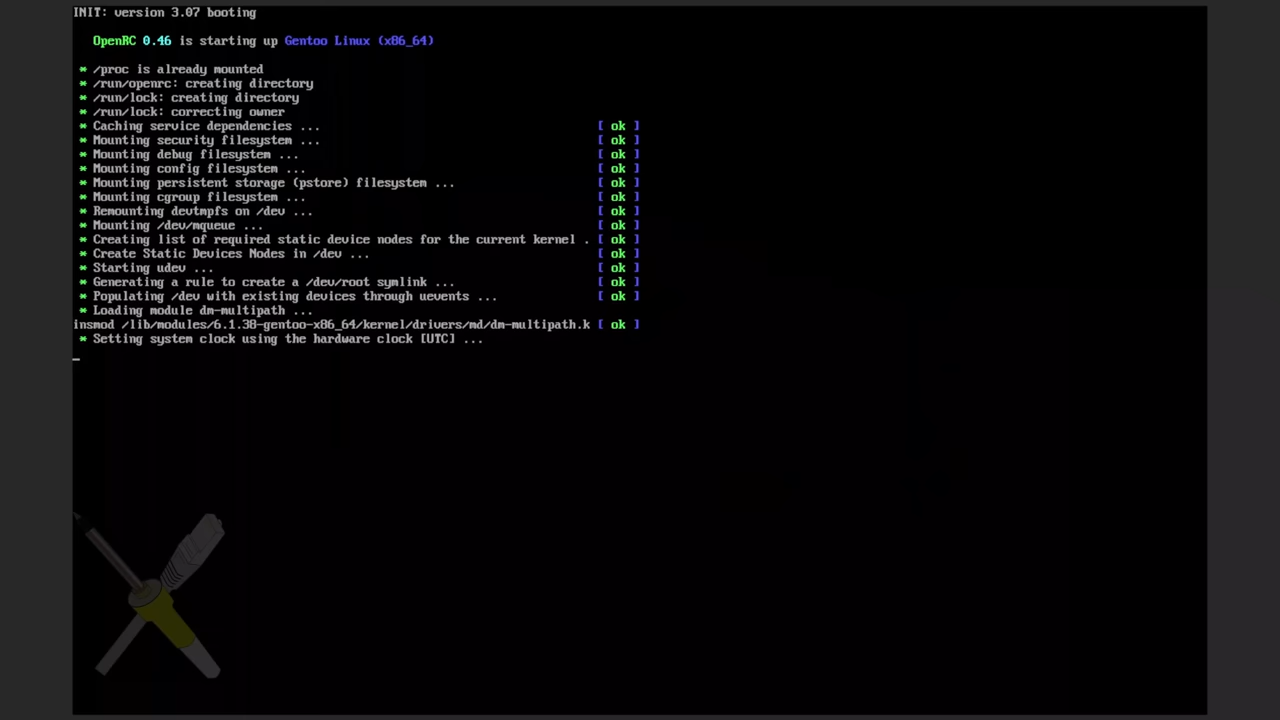 INIT: version 3.07 booting
OpenRC 0.46 is starting up Gentoo Linux (x86_64)
* /proc is already mounted
* /run/openrc: creating directory
* /run/lock: creating directory
* /run/lock: correcting owner
* Caching service dependencies ... [ ok ]
* Mounting security filesystem ... [ ok ]
* Mounting debug filesystem ... [ ok ]
* Mounting config filesystem ... [ ok ]
* Mounting persistent storage (pstore) filesystem ... [ ok ]
* Mounting cgroup filesystem ... [ ok ]
* Remounting devtmpfs on /dev ... [ ok ]
* Mounting /dev/mqueue ... [ ok ]
* Creating list of required static device nodes for the current kernel . [ ok ]
* Create Static Devices Nodes in /dev ... [ ok ]
* Starting udev ... [ ok ]
* Generating a rule to create a /dev/root symlink ... [ ok ]
* Populating /dev with existing devices through uevents ... [ ok ]
* Loading module dm-multipath ...
insmod /lib/modules/6.1.38-gentoo-x86_64/kernel/drivers/md/dm-multipath.k [ ok ]
* Setting system clock using the hardware clock [UTC] ...
_